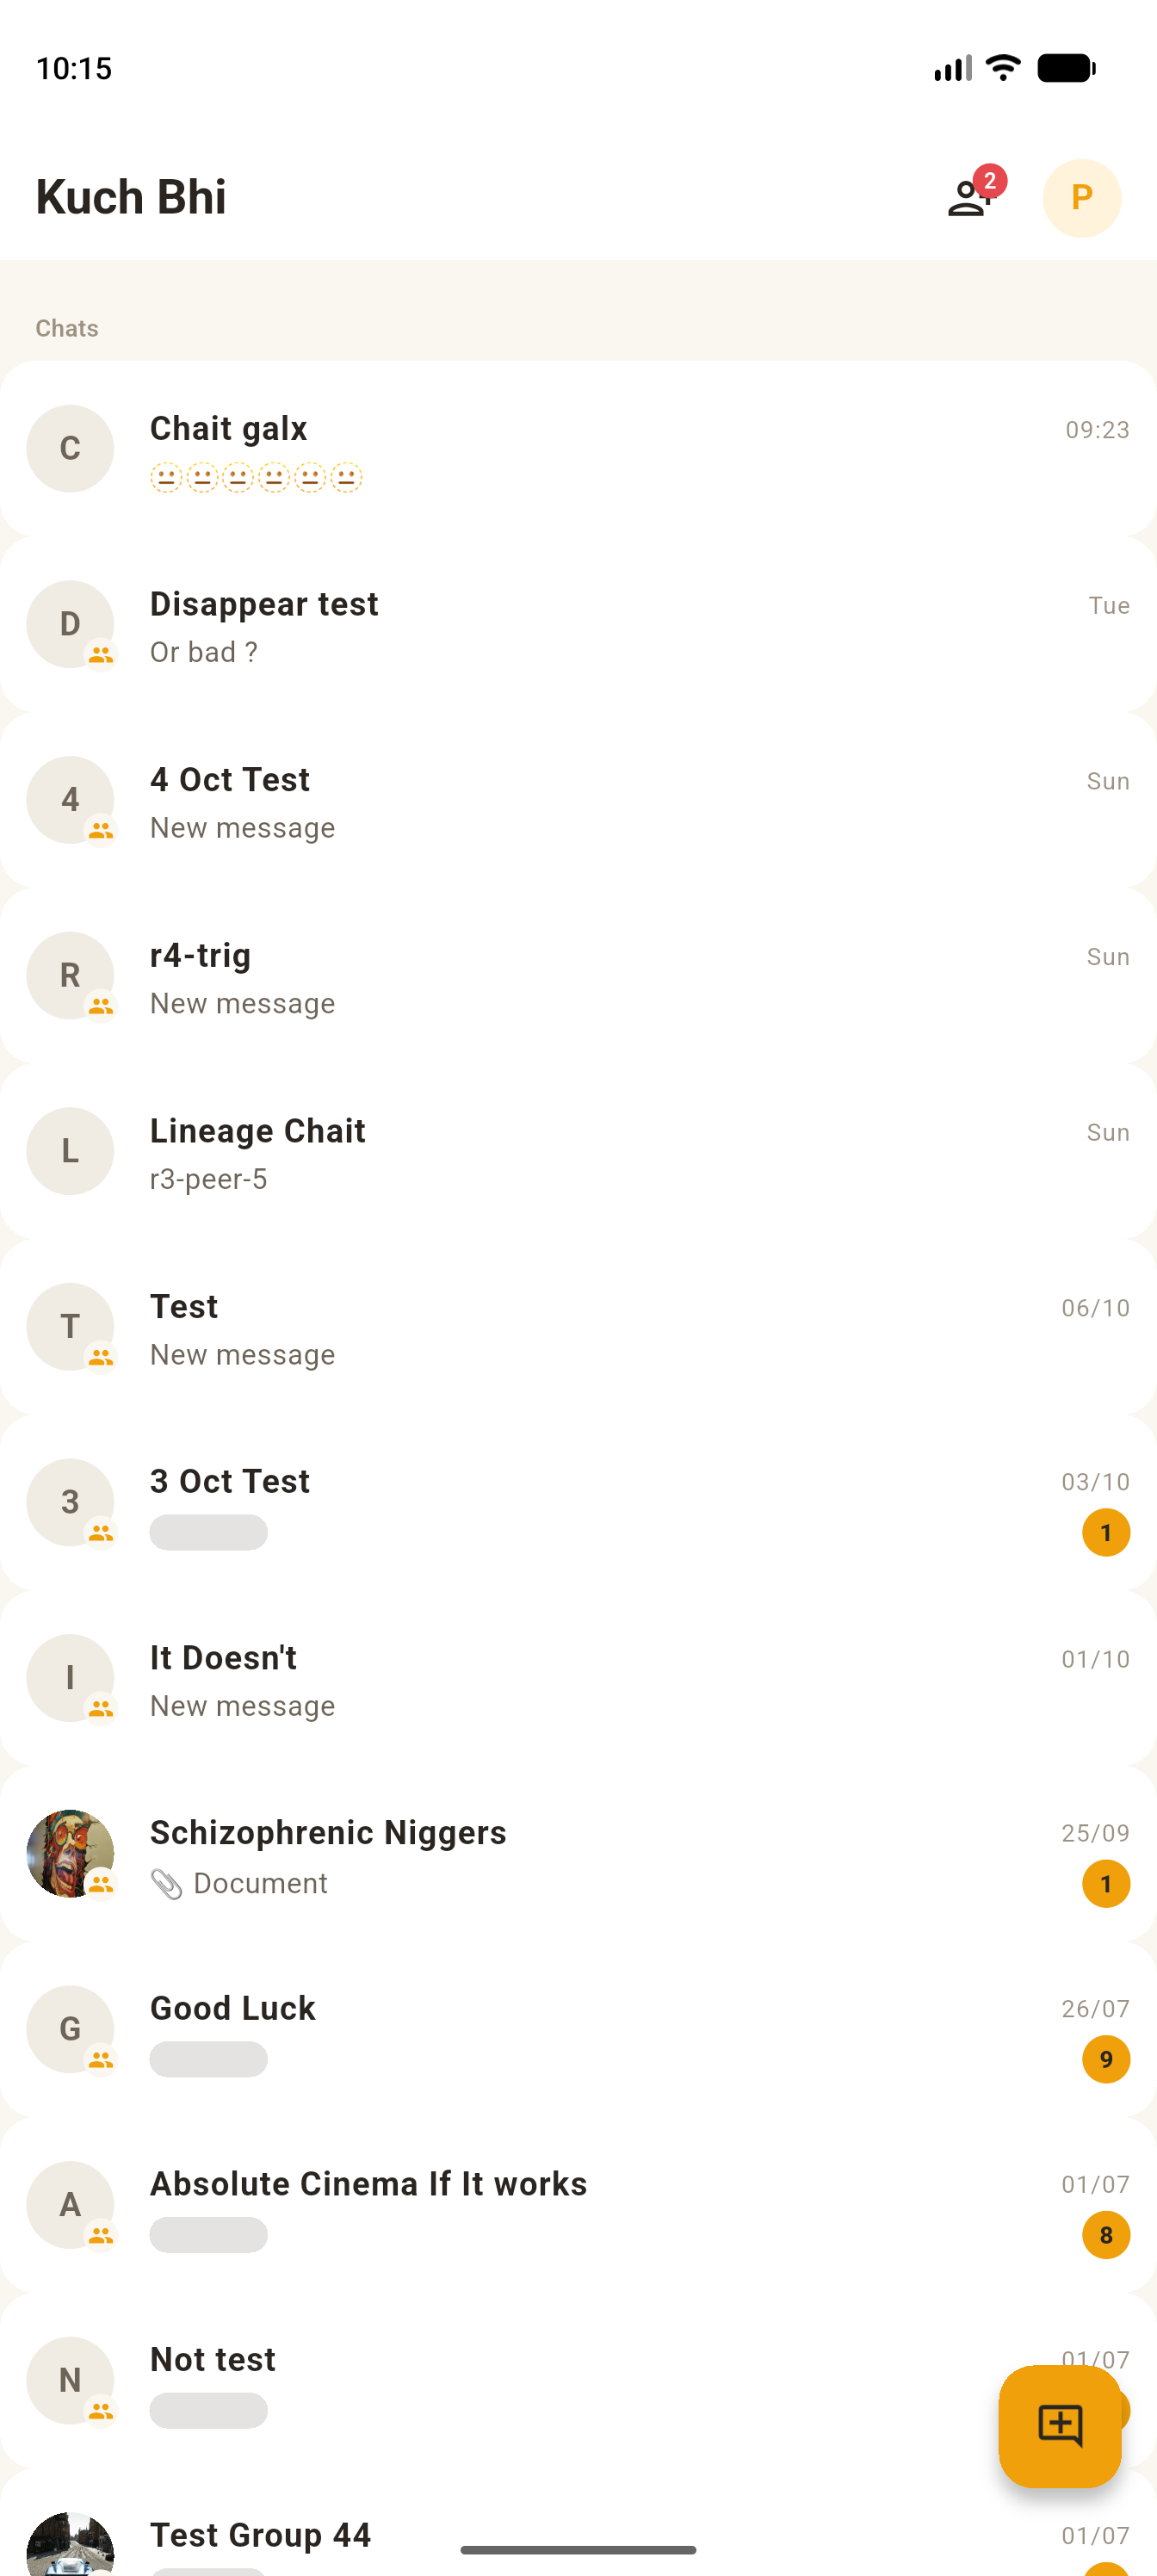 10:15
Kuch Bhi
2
P
Chats
C
Chait galx
09:23
😐😐😐😐😐😐
D
Disappear test
Tue
Or bad ?
4
4 Oct Test
Sun
New message
R
r4-trig
Sun
New message
L
Lineage Chait
Sun
r3-peer-5
T
Test
06/10
New message
3
3 Oct Test
03/10
1
I
It Doesn't
01/10
New message
Schizophrenic Niggers
25/09
📎 Document
1
G
Good Luck
26/07
9
A
Absolute Cinema If It works
01/07
8
N
Not test
01/07
Test Group 44
01/07